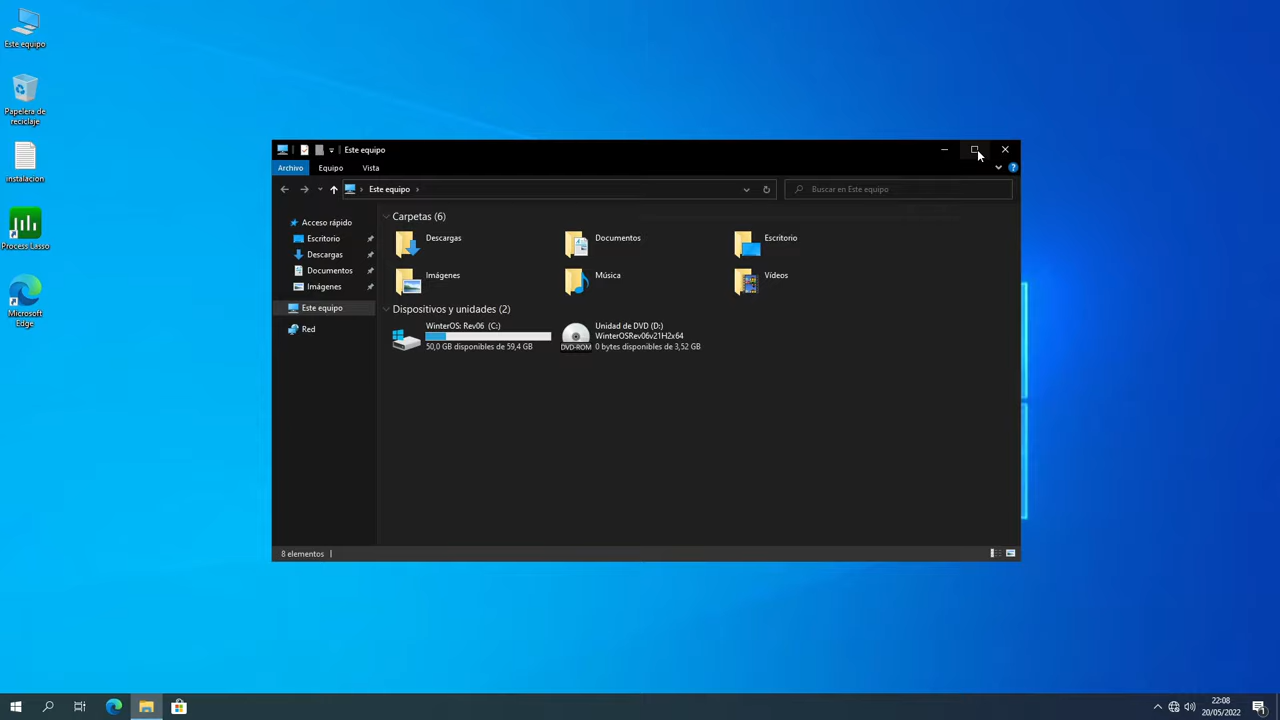 Este equipo
Papelera de
reciclaje
instalacion
Process Lasso
Microsoft
Edge
Este equipo
Archivo
Equipo
Vista
Este equipo
Buscar en Este equipo
Acceso rápido
Escritorio
Descargas
Documentos
Imágenes
Este equipo
Red
Carpetas (6)
Descargas
Documentos
Escritorio
Imágenes
Música
Vídeos
Dispositivos y unidades (2)
WinterOS: Rev06 (C:)
50,0 GB disponibles de 59,4 GB
DVD-ROM
Unidad de DVD (D:)
WinterOSRev06v21H2x64
0 bytes disponibles de 3,52 GB
8 elementos
22:08
20/05/2022
1